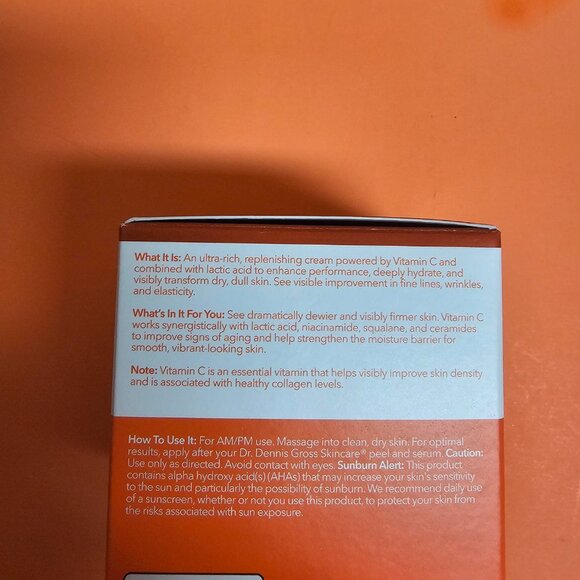 What It Is: An ultra-rich, replenishing cream powered by Vitamin C and
combined with lactic acid to enhance performance, deeply hydrate, and
visibly transform dry, dull skin. See visible improvement in fine lines, wrinkles,
and elasticity.
What's In It For You: See dramatically dewier and visibly firmer skin. Vitamin C
works synergistically with lactic acid, niacinamide, squalane, and ceramides
to improve signs of aging and help strengthen the moisture barrier for
smooth, vibrant-looking skin.
Note: Vitamin C is an essential vitamin that helps visibly improve skin density
and is associated with healthy collagen levels.
How To Use It: For AM/PM use. Massage into clean, dry skin. For optimal
results, apply after your Dr. Dennis Gross Skincare® peel and serum. Caution:
Use only as directed. Avoid contact with eyes. Sunburn Alert: This product
contains alpha hydroxy acid(s) (AHAs) that may increase your skin's sensitivity
to the sun and particularly the possibility of sunburn. We recommend daily use
of a sunscreen, whether or not you use this product, to protect your skin from
the risks associated with sun exposure.